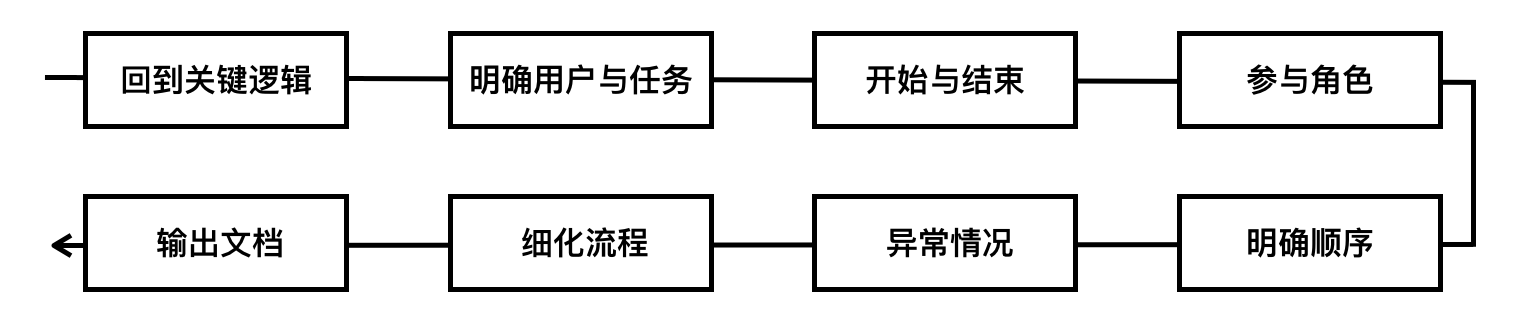 回到关键逻辑
明确用户与任务
开始与结束
参与角色
明确顺序
异常情况
细化流程
输出文档